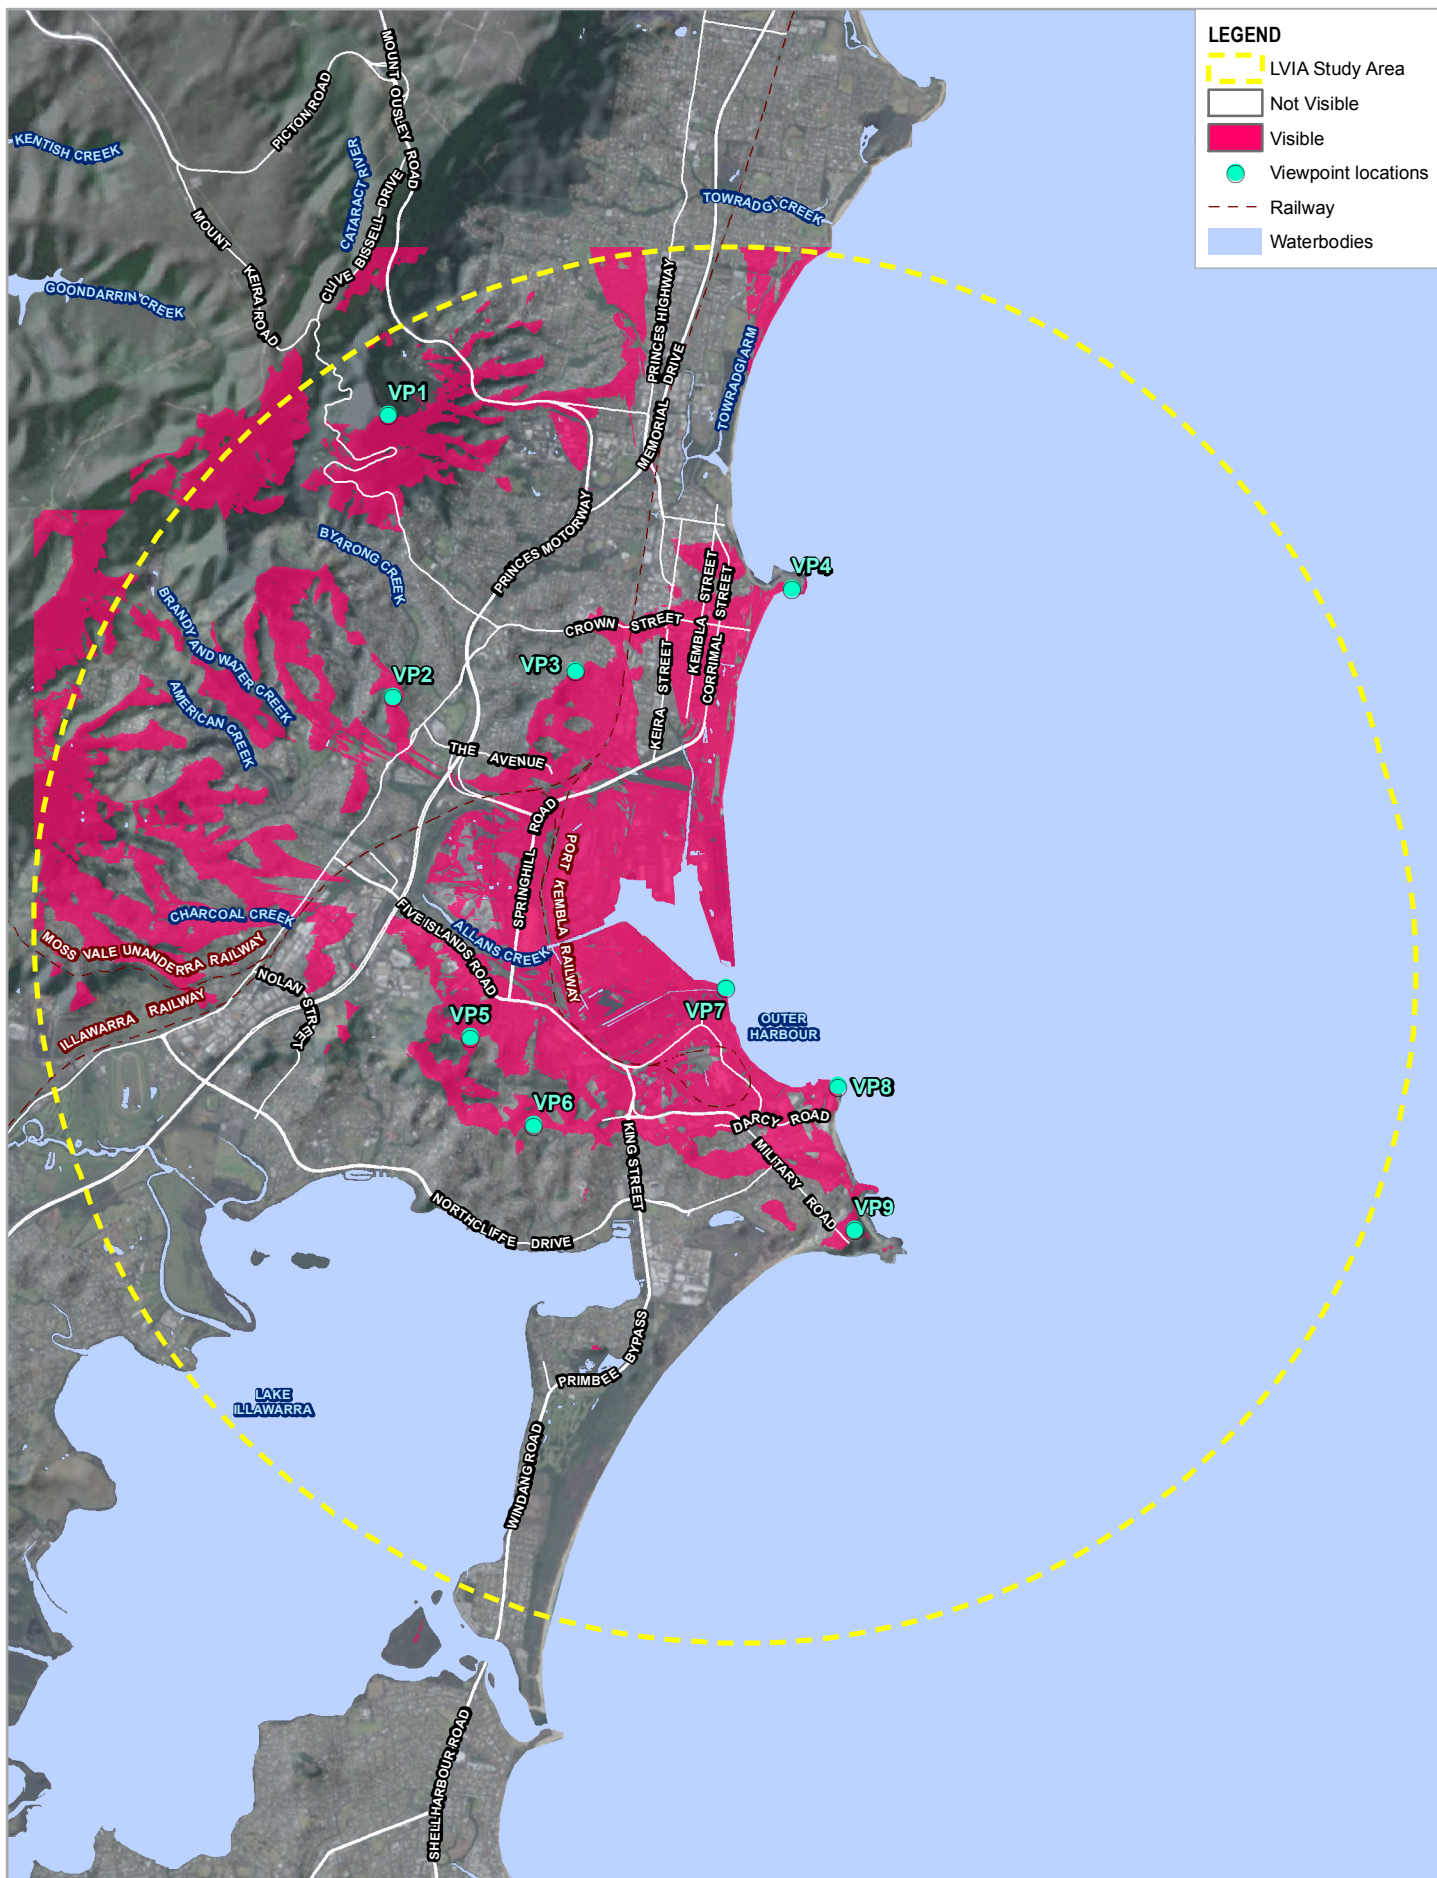 LEGEND
LVIA Study Area
Not Visible
Visible
Viewpoint locations
Railway
Waterbodies
MOUNT OUSLEY ROAD
PICTON ROAD
KENTISH CREEK
CATARACT RIVER
CLIVE BISSELL DRIVE
MOUNT KEIRA ROAD
GOONDARRIN CREEK
TOWRADGI CREEK
PRINCES HIGHWAY
MEMORIAL DRIVE
TOWRADGI ARM
VP1
PRINCES MOTORWAY
BYARONG CREEK
VP4
BRANDY AND WATER CREEK
AMERICAN CREEK
CROWN STREET
KEMBLA STREET
CORRIMAL STREET
KEIRA STREET
VP3
VP2
THE AVENUE
SPRINGHILL ROAD
PORT KEMBLA RAILWAY
CHARCOAL CREEK
FIVE ISLANDS ROAD
ALLANS CREEK
MOSS VALE UNANDERRA RAILWAY
ILLAWARRA RAILWAY
NOLAN STREET
VP5
VP7
OUTER
HARBOUR
VP8
VP6
DARCY ROAD
KING STREET
MILITARY ROAD
VP9
NORTHCLIFFE DRIVE
PRIMBEE BYPASS
LAKE
ILLAWARRA
WINDANG ROAD
SHELLHARBOUR ROAD